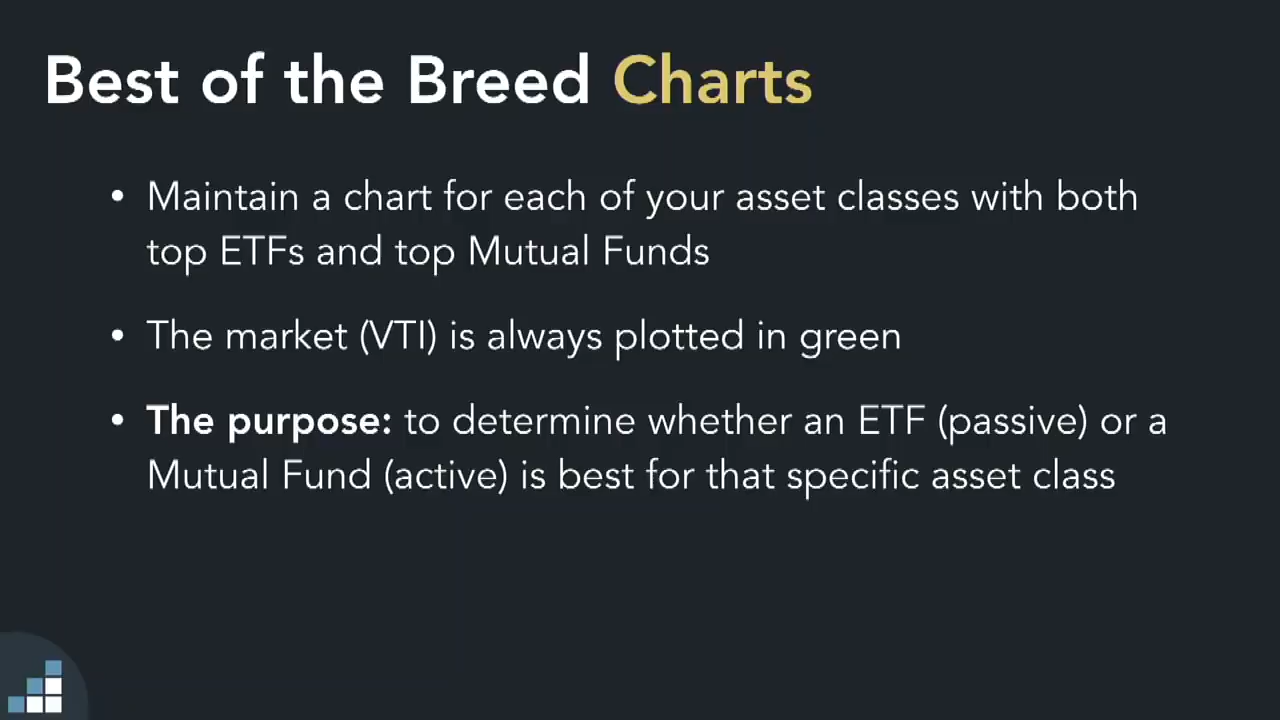 Best of the Breed Charts
• Maintain a chart for each of your asset classes with both
top ETFs and top Mutual Funds
• The market (VTI) is always plotted in green
• The purpose: to determine whether an ETF (passive) or a
Mutual Fund (active) is best for that specific asset class